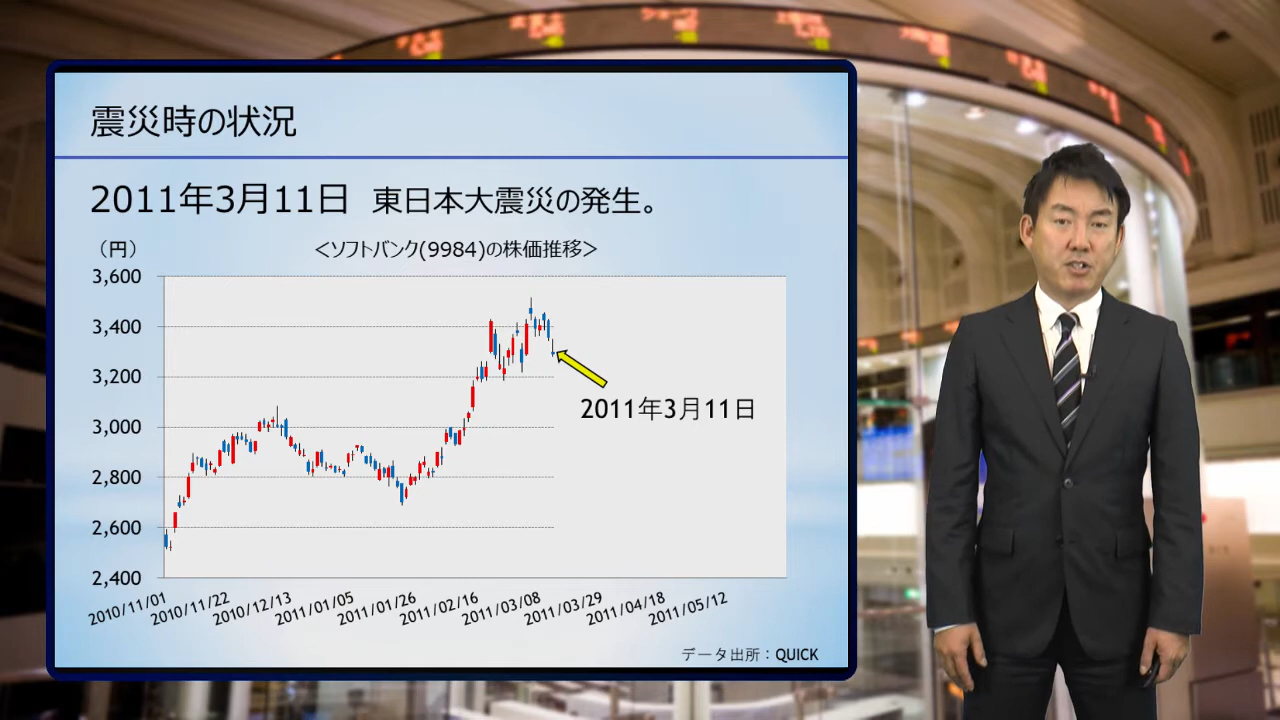 震災時の状況
2011年3月11日 東日本大震災の発生。
（円）
＜ソフトバンク(9984)の株価推移＞
3,600
3,400
3,200
3,000
2,800
2,600
2,400
2011年3月11日
2010/11/01
2010/11/22
2010/12/13
2011/01/05
2011/01/26
2011/02/16
2011/03/08
2011/03/29
2011/04/18
2011/05/12
データ出所：QUICK